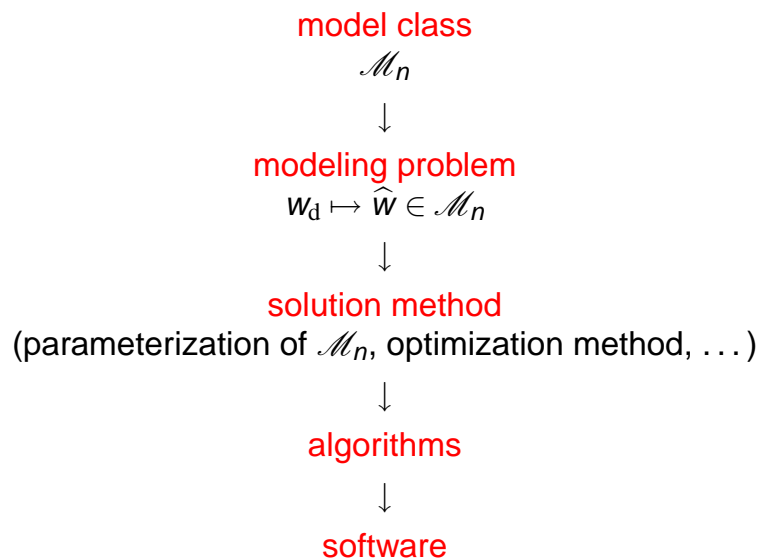 model class
ℳn
↓
modeling problem
wd ↦ ŵ ∈ ℳn
↓
solution method
(parameterization of ℳn, optimization method, . . . )
↓
algorithms
↓
software